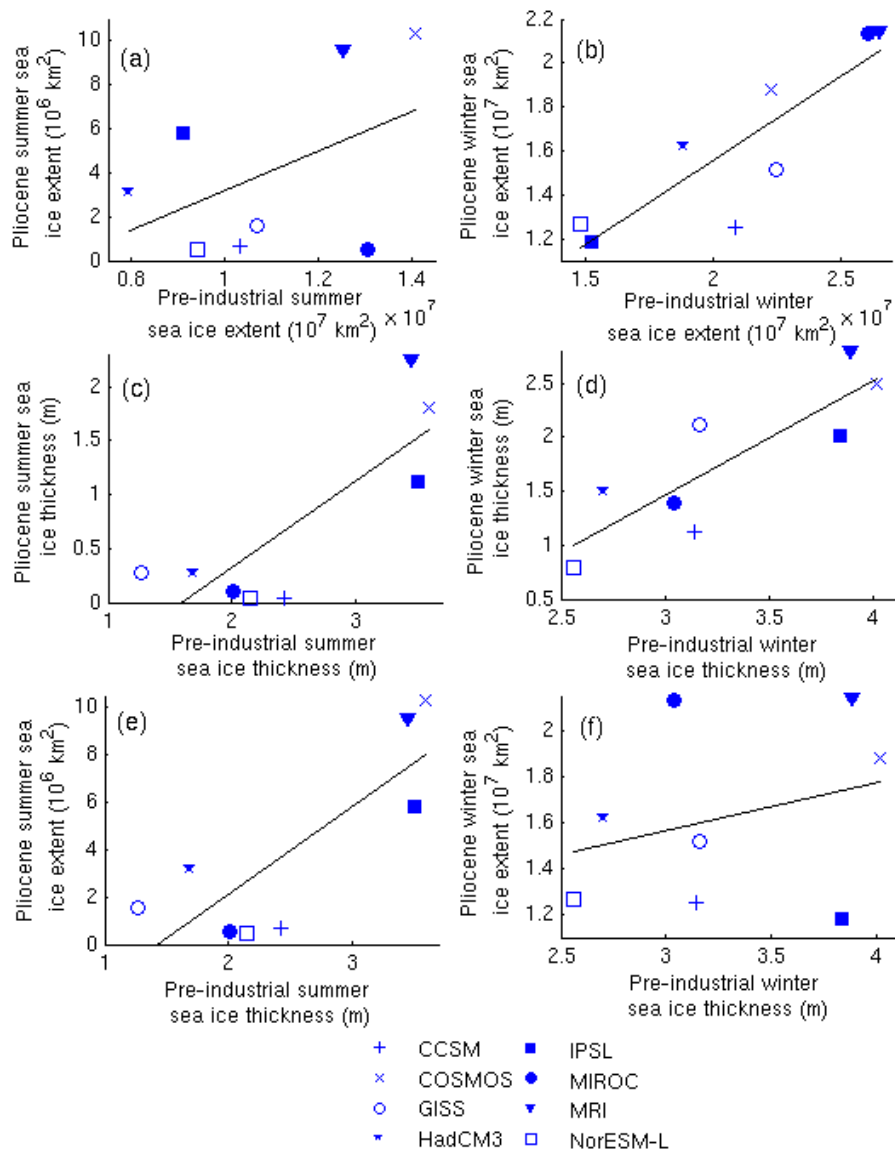 (a)
10
8
6
4
2
0
Pliocene summer sea
ice extent (10^6 km^2)
0.8
1
1.2
1.4
Pre-industrial summer
sea ice extent (10^7 km^2) × 10^7
(b)
2.2
2
1.8
1.6
1.4
1.2
Pliocene winter sea
ice extent (10^7 km^2)
1.5
2
2.5
Pre-industrial winter
sea ice extent (10^7 km^2) × 10^7
(c)
2
1.5
1
0.5
0
Pliocene summer sea
ice thickness (m)
1
2
3
Pre-industrial summer
sea ice thickness (m)
(d)
2.5
2
1.5
1
0.5
Pliocene winter sea
ice thickness (m)
2.5
3
3.5
4
Pre-industrial winter
sea ice thickness (m)
(e)
10
8
6
4
2
0
Pliocene summer sea
ice extent (10^6 km^2)
1
2
3
Pre-industrial summer
sea ice thickness (m)
(f)
2
1.8
1.6
1.4
1.2
Pliocene winter sea
ice extent (10^7 km^2)
2.5
3
3.5
4
Pre-industrial winter
sea ice thickness (m)
CCSM
COSMOS
GISS
HadCM3
IPSL
MIROC
MRI
NorESM-L